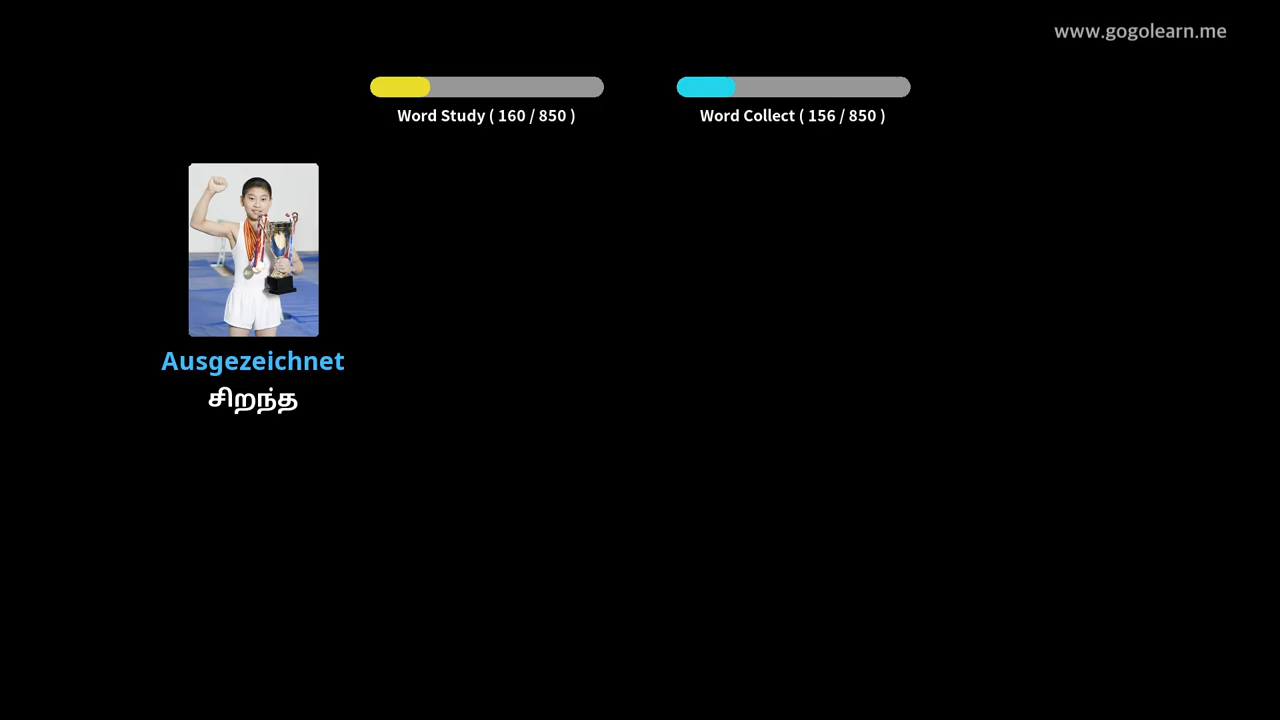 www.gogolearn.me
Word Study ( 160 / 850 )
Word Collect ( 156 / 850 )
Ausgezeichnet
சிறந்த